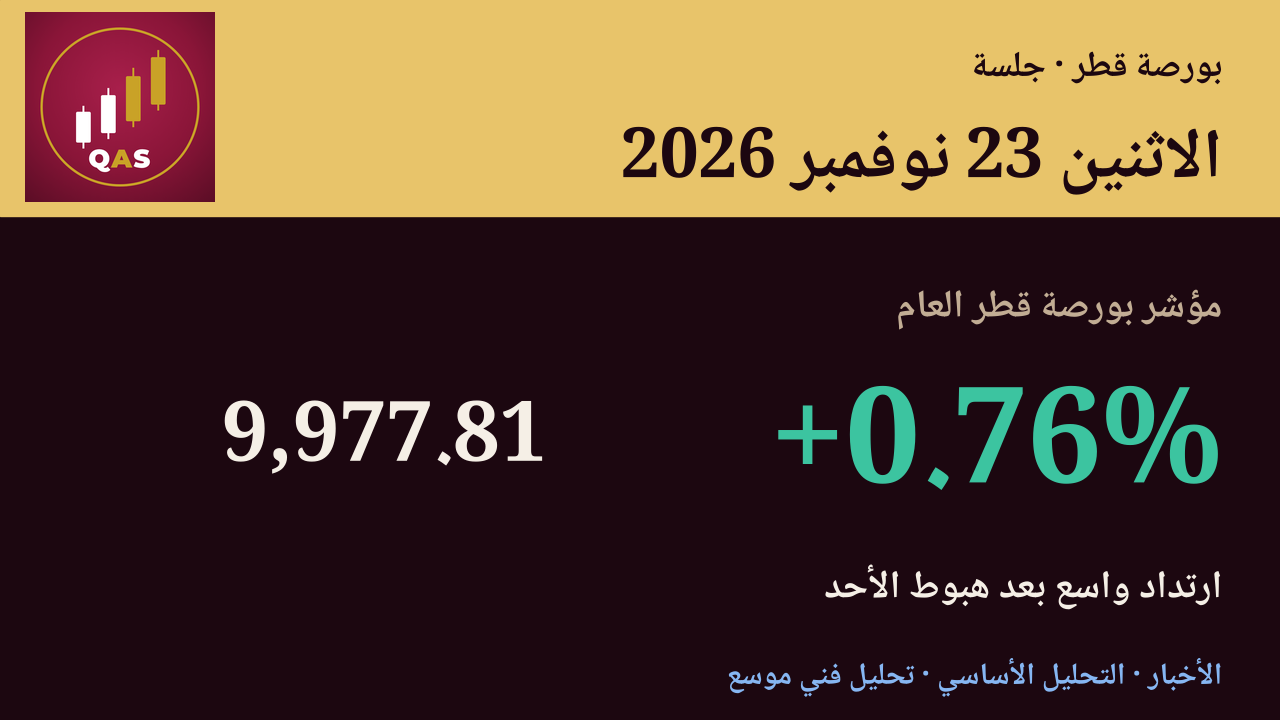 QAS
بورصة قطر · جلسة
الاثنين 23 نوفمبر 2026
مؤشر بورصة قطر العام
+0.76%
9,977.81
ارتداد واسع بعد هبوط الأحد
الأخبار · التحليل الأساسي · تحليل فني موسع